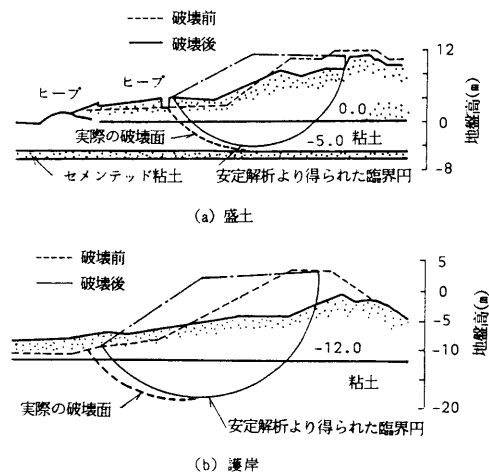 破壊前
破壊後
ヒーブ
ヒーブ
12
0.0
0
実際の破壊面
-5.0
粘土
-8
地盤高(m)
セメンテッド粘土
安定解析より得られた臨界円
(a) 盛土
破壊前
破壊後
5
0
-5
-12.0
-10
粘土
実際の破壊面
-20
地盤高(m)
安定解析より得られた臨界円
(b) 護岸